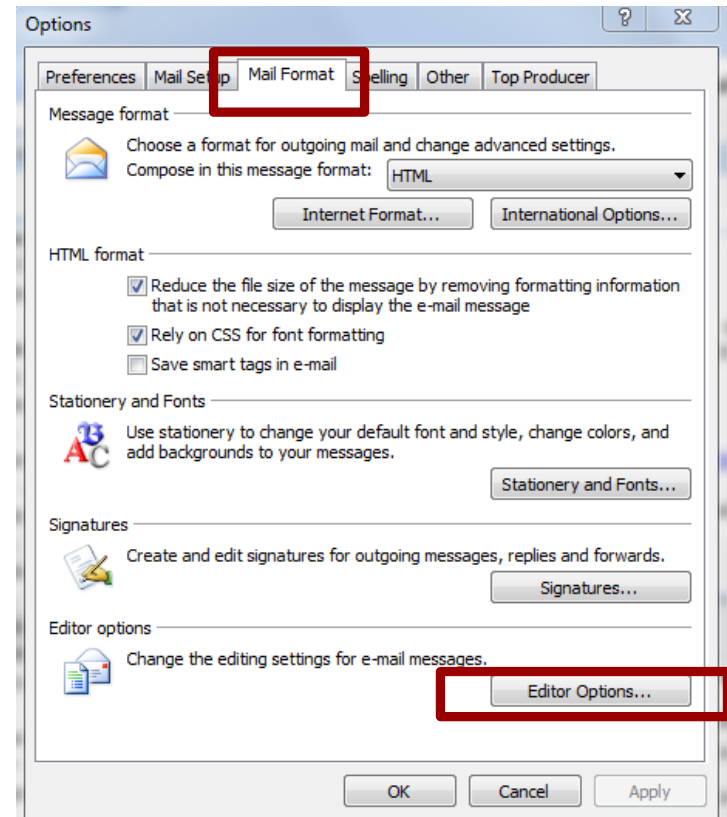 Options
Preferences Mail Setup Mail Format Spelling Other Top Producer
Message format
Choose a format for outgoing mail and change advanced settings.
Compose in this message format: HTML
Internet Format... International Options...
HTML format
Reduce the file size of the message by removing formatting information
that is not necessary to display the e-mail message
Rely on CSS for font formatting
Save smart tags in e-mail
Stationery and Fonts
Use stationery to change your default font and style, change colors, and
add backgrounds to your messages.
Stationery and Fonts...
Signatures
Create and edit signatures for outgoing messages, replies and forwards.
Signatures...
Editor options
Change the editing settings for e-mail messages.
Editor Options...
OK Cancel Apply